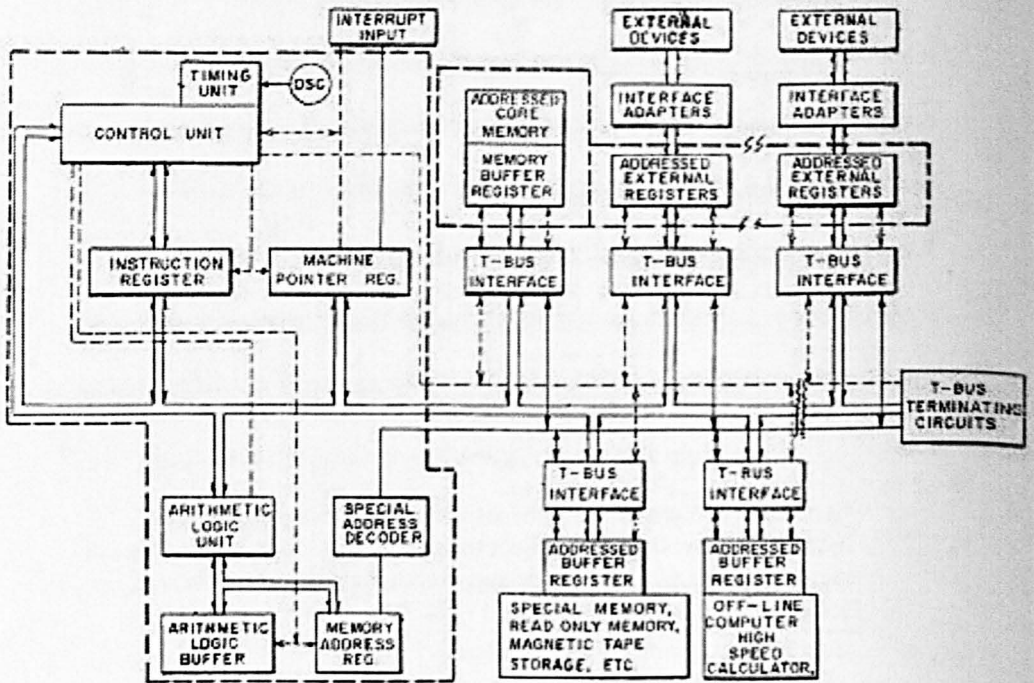 INTERRUPT
INPUT
EXTERNAL
DEVICES
EXTERNAL
DEVICES
TIMING
UNIT
OSC
CONTROL UNIT
ADDRESSED
CORE
MEMORY
MEMORY
BUFFER
REGISTER
INTERFACE
ADAPTERS
INTERFACE
ADAPTERS
ADDRESSED
EXTERNAL
REGISTERS
ADDRESSED
EXTERNAL
REGISTERS
INSTRUCTION
REGISTER
MACHINE
POINTER REG.
T-BUS
INTERFACE
T-BUS
INTERFACE
T-BUS
INTERFACE
T-BUS
TERMINATING
CIRCUITS
T-BUS
INTERFACE
T-BUS
INTERFACE
ARITHMETIC
LOGIC
UNIT
SPECIAL
ADDRESS
DECODER
ADDRESSED
BUFFER
REGISTER
ADDRESSED
BUFFER
REGISTER
ARITHMETIC
LOGIC
BUFFER
MEMORY
ADDRESS
REG.
SPECIAL MEMORY,
READ ONLY MEMORY,
MAGNETIC TAPE
STORAGE, ETC.
OFF-LINE
COMPUTER
HIGH
SPEED
CALCULATOR,